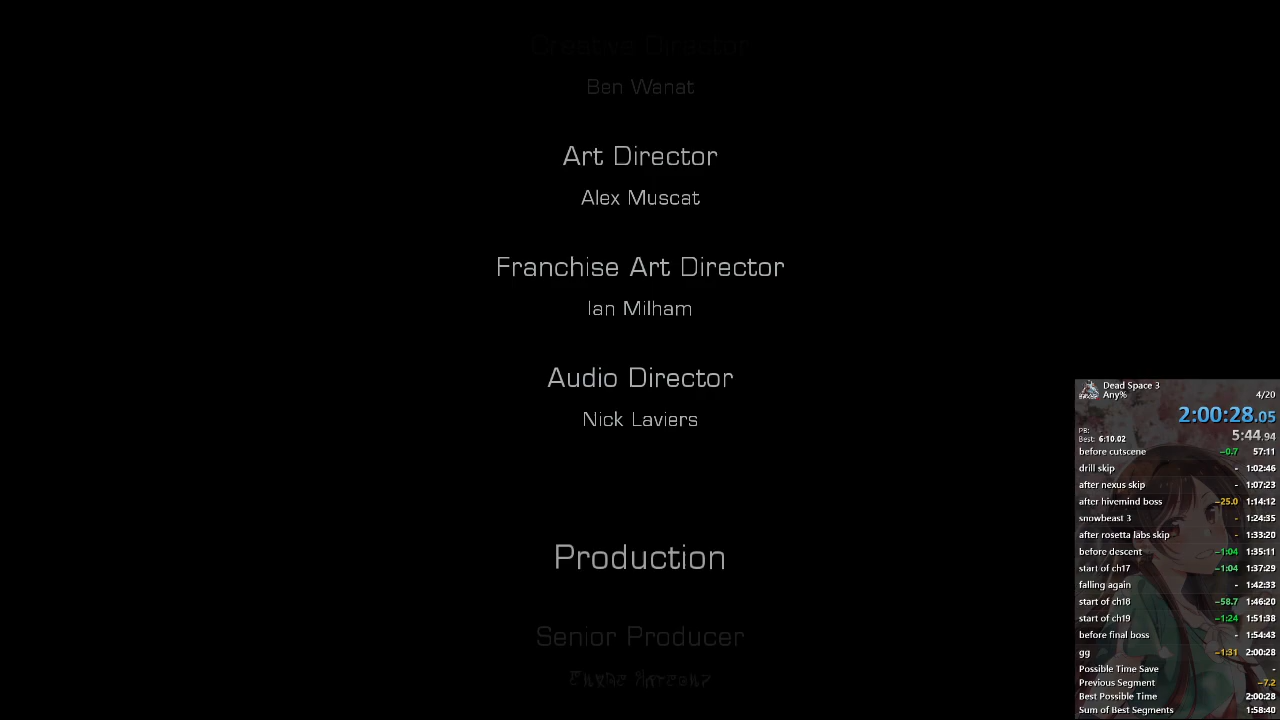 Creative Director
Ben Wanat
Art Director
Alex Muscat
Franchise Art Director
Ian Milham
Audio Director
Nick Laviers
Production
Senior Producer
Dead Space 3
Any% 4/20
2:00:28.05
PB: 5:44.94
Best: 6:10.02
before cutscene −0.7 57:11
drill skip - 1:02:46
after nexus skip - 1:07:23
after hivemind boss −25.0 1:14:12
snowbeast 3 - 1:24:35
after rosetta labs skip - 1:33:20
before descent −1:04 1:35:11
start of ch17 −1:04 1:37:29
falling again - 1:42:33
start of ch18 −58.7 1:46:20
start of ch19 −1:24 1:51:38
before final boss - 1:54:43
gg −1:31 2:00:28
Possible Time Save -
Previous Segment −7.2
Best Possible Time 2:00:28
Sum of Best Segments 1:58:40